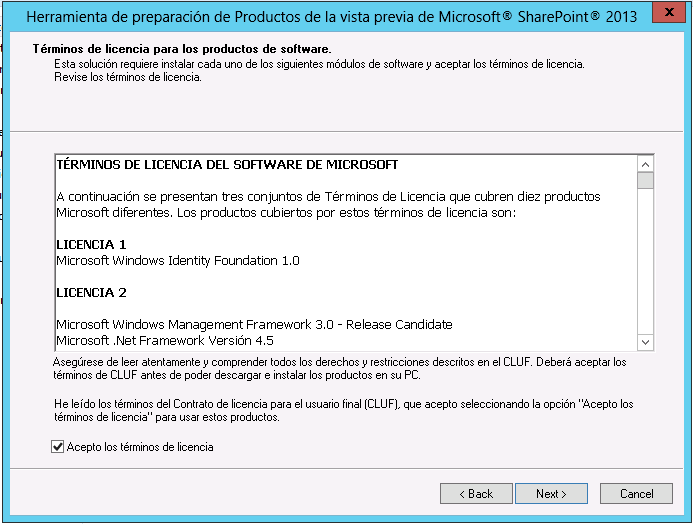 Herramienta de preparación de Productos de la vista previa de Microsoft® SharePoint® 2013
x
Términos de licencia para los productos de software.
Esta solución requiere instalar cada uno de los siguientes módulos de software y aceptar los términos de licencia.
Revise los términos de licencia.
TÉRMINOS DE LICENCIA DEL SOFTWARE DE MICROSOFT
A continuación se presentan tres conjuntos de Términos de Licencia que cubren diez productos
Microsoft diferentes. Los productos cubiertos por estos términos de licencia son:
LICENCIA 1
Microsoft Windows Identity Foundation 1.0
LICENCIA 2
Microsoft Windows Management Framework 3.0 - Release Candidate
Microsoft .Net Framework Versión 4.5
Asegúrese de leer atentamente y comprender todos los derechos y restricciones descritos en el CLUF. Deberá aceptar los
términos de CLUF antes de poder descargar e instalar los productos en su PC.
He leído los términos del Contrato de licencia para el usuario final (CLUF), que acepto seleccionando la opción "Acepto los
términos de licencia" para usar estos productos.
Acepto los términos de licencia
< Back Next > Cancel